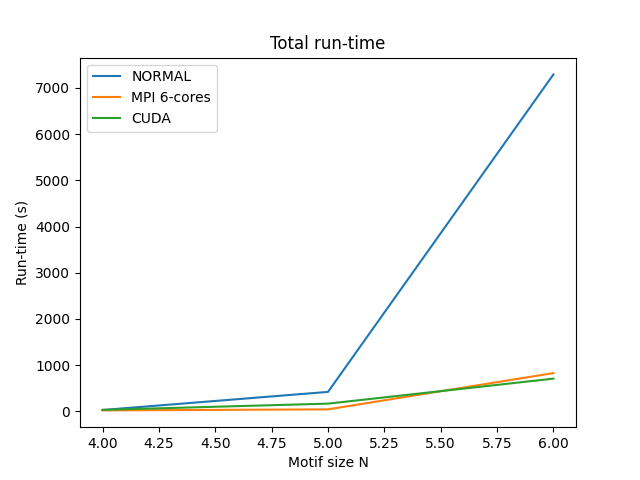 Total run-time
NORMAL
MPI 6-cores
CUDA
7000
6000
5000
4000
3000
2000
1000
0
Run-time (s)
4.00 4.25 4.50 4.75 5.00 5.25 5.50 5.75 6.00
Motif size N